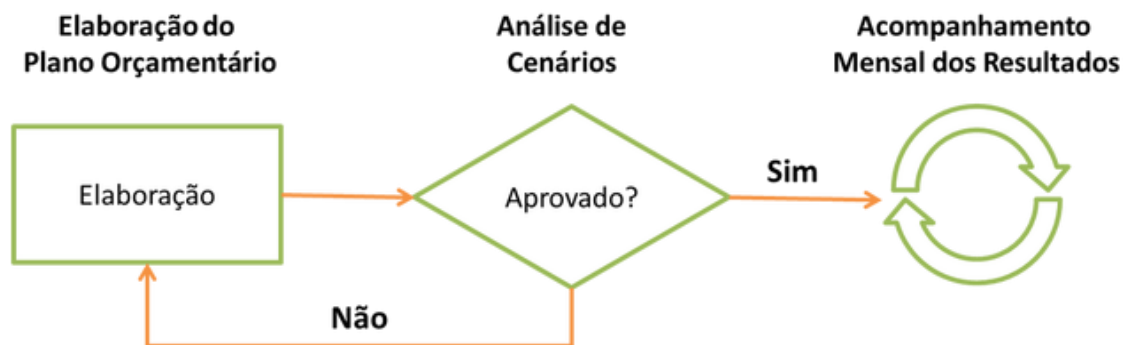 Elaboração do
Plano Orçamentário
Análise de
Cenários
Acompanhamento
Mensal dos Resultados
Elaboração
Aprovado?
Sim
Não